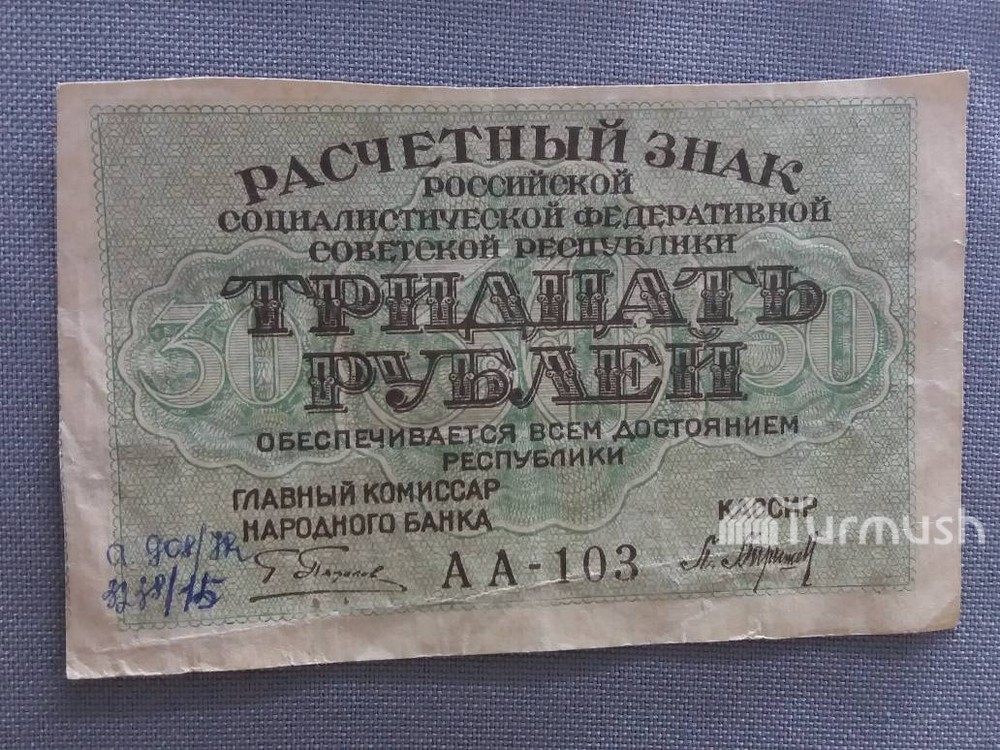 РАСЧЕТНЫЙ ЗНАК
РОССИЙСКОЙ
СОЦИАЛИСТИЧЕСКОЙ ФЕДЕРАТИВНОЙ
СОВЕТСКОЙ РЕСПУБЛИКИ
ТРИДЦАТЬ
30 30
РУБЛЕЙ
ОБЕСПЕЧИВАЕТСЯ ВСЕМ ДОСТОЯНИЕМ
РЕСПУБЛИКИ
ГЛАВНЫЙ КОМИССАР
НАРОДНОГО БАНКА
КАССИР
Turmush
АА-103